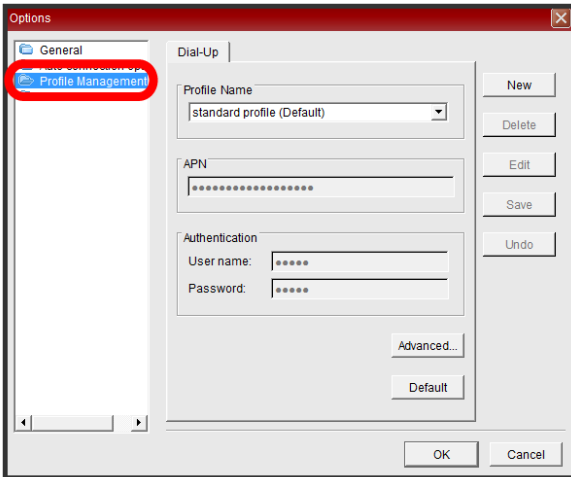 Options
General
Profile Management
Dial-Up
Profile Name
standard profile (Default)
APN
••••••••••••••••••
Authentication
User name: •••••
Password: •••••
Advanced...
Default
New
Delete
Edit
Save
Undo
OK
Cancel